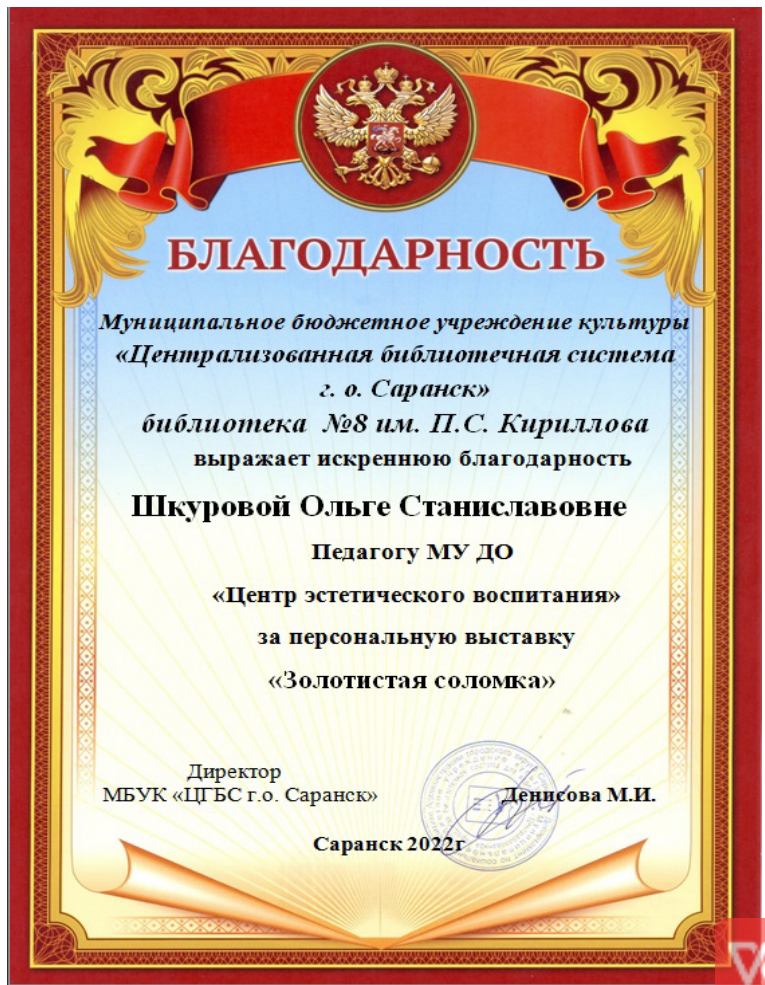 БЛАГОДАРНОСТЬ
Муниципальное бюджетное учреждение культуры
«Централизованная библиотечная система
г. о. Саранск»
библиотека №8 им. П.С. Кириллова
выражает искреннюю благодарность
Шкуровой Ольге Станиславовне
Педагогу МУ ДО
«Центр эстетического воспитания»
за персональную выставку
«Золотистая соломка»
Директор
МБУК «ЦГБС г.о. Саранск»
Денисова М.И.
Саранск 2022г